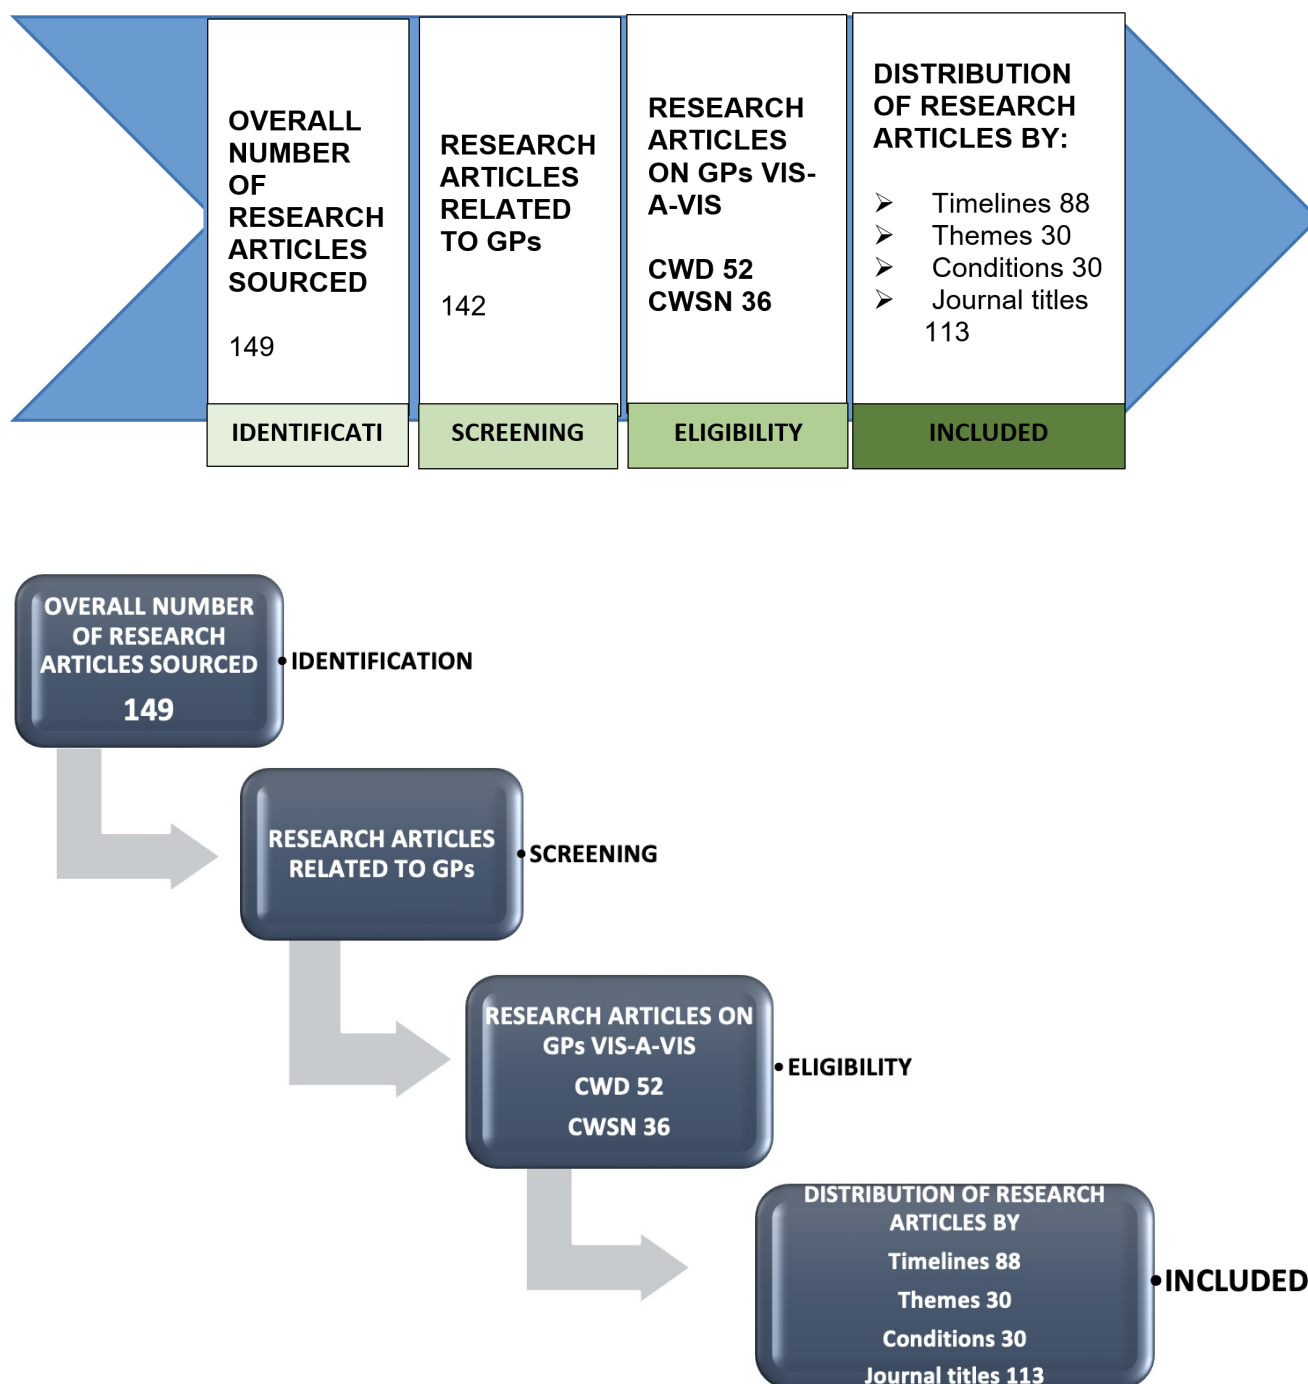 OVERALL
NUMBER
OF
RESEARCH
ARTICLES
SOURCED
149
IDENTIFICATI
RESEARCH
ARTICLES
RELATED
TO GPs
142
SCREENING
RESEARCH
ARTICLES
ON GPs VIS-
A-VIS
CWD 52
CWSN 36
ELIGIBILITY
DISTRIBUTION
OF RESEARCH
ARTICLES BY:
➢ Timelines 88
➢ Themes 30
➢ Conditions 30
➢ Journal titles
113
INCLUDED
OVERALL NUMBER
OF RESEARCH
ARTICLES SOURCED
149
• IDENTIFICATION
RESEARCH ARTICLES
RELATED TO GPs
• SCREENING
RESEARCH ARTICLES ON
GPs VIS-A-VIS
CWD 52
CWSN 36
• ELIGIBILITY
DISTRIBUTION OF RESEARCH
ARTICLES BY
Timelines 88
Themes 30
Conditions 30
Journal titles 113
• INCLUDED